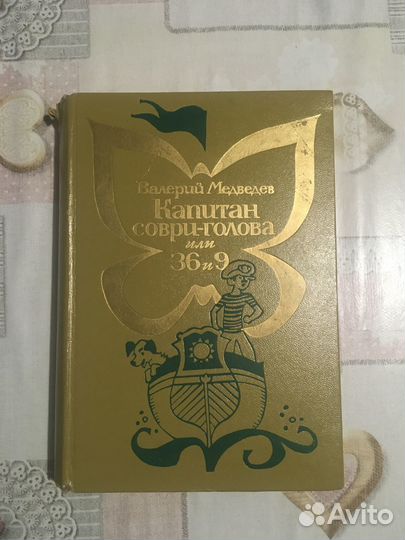 Валерий Медведев
Капитан
соври-голова
или
36 и 9
Avito